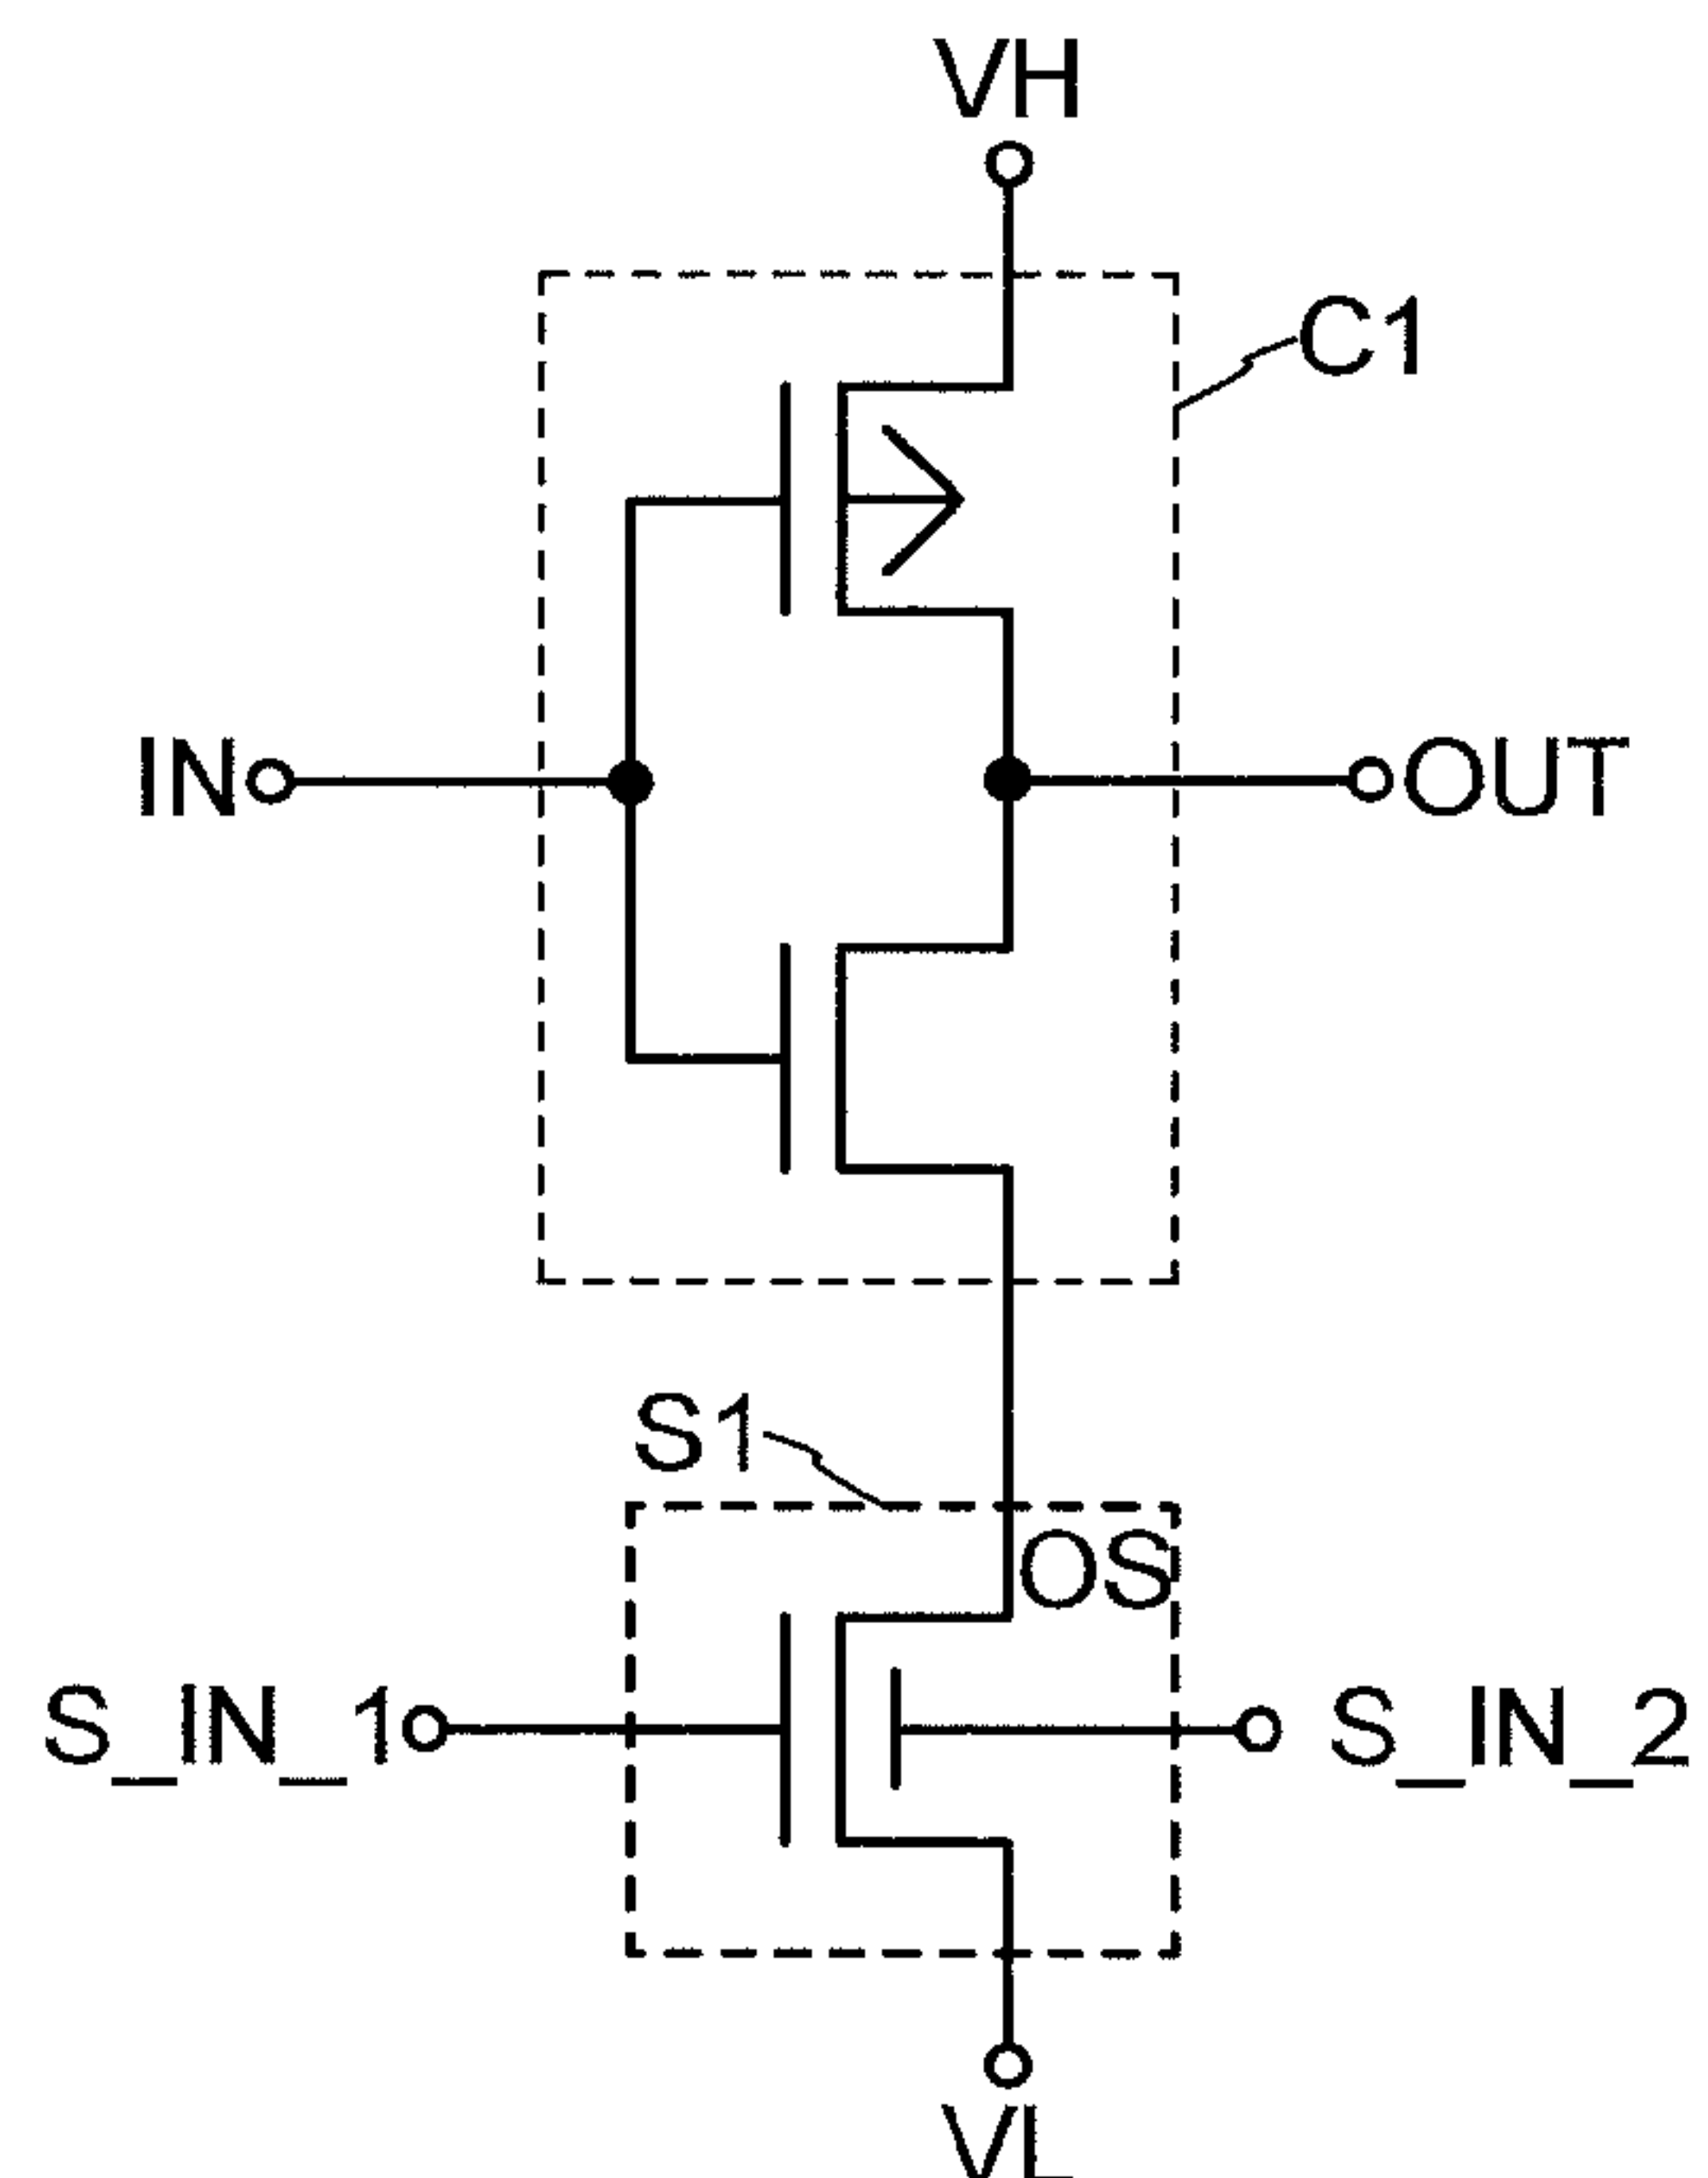 VH
C1
IN
OUT
S1
OS
S_IN_1
S_IN_2
VL